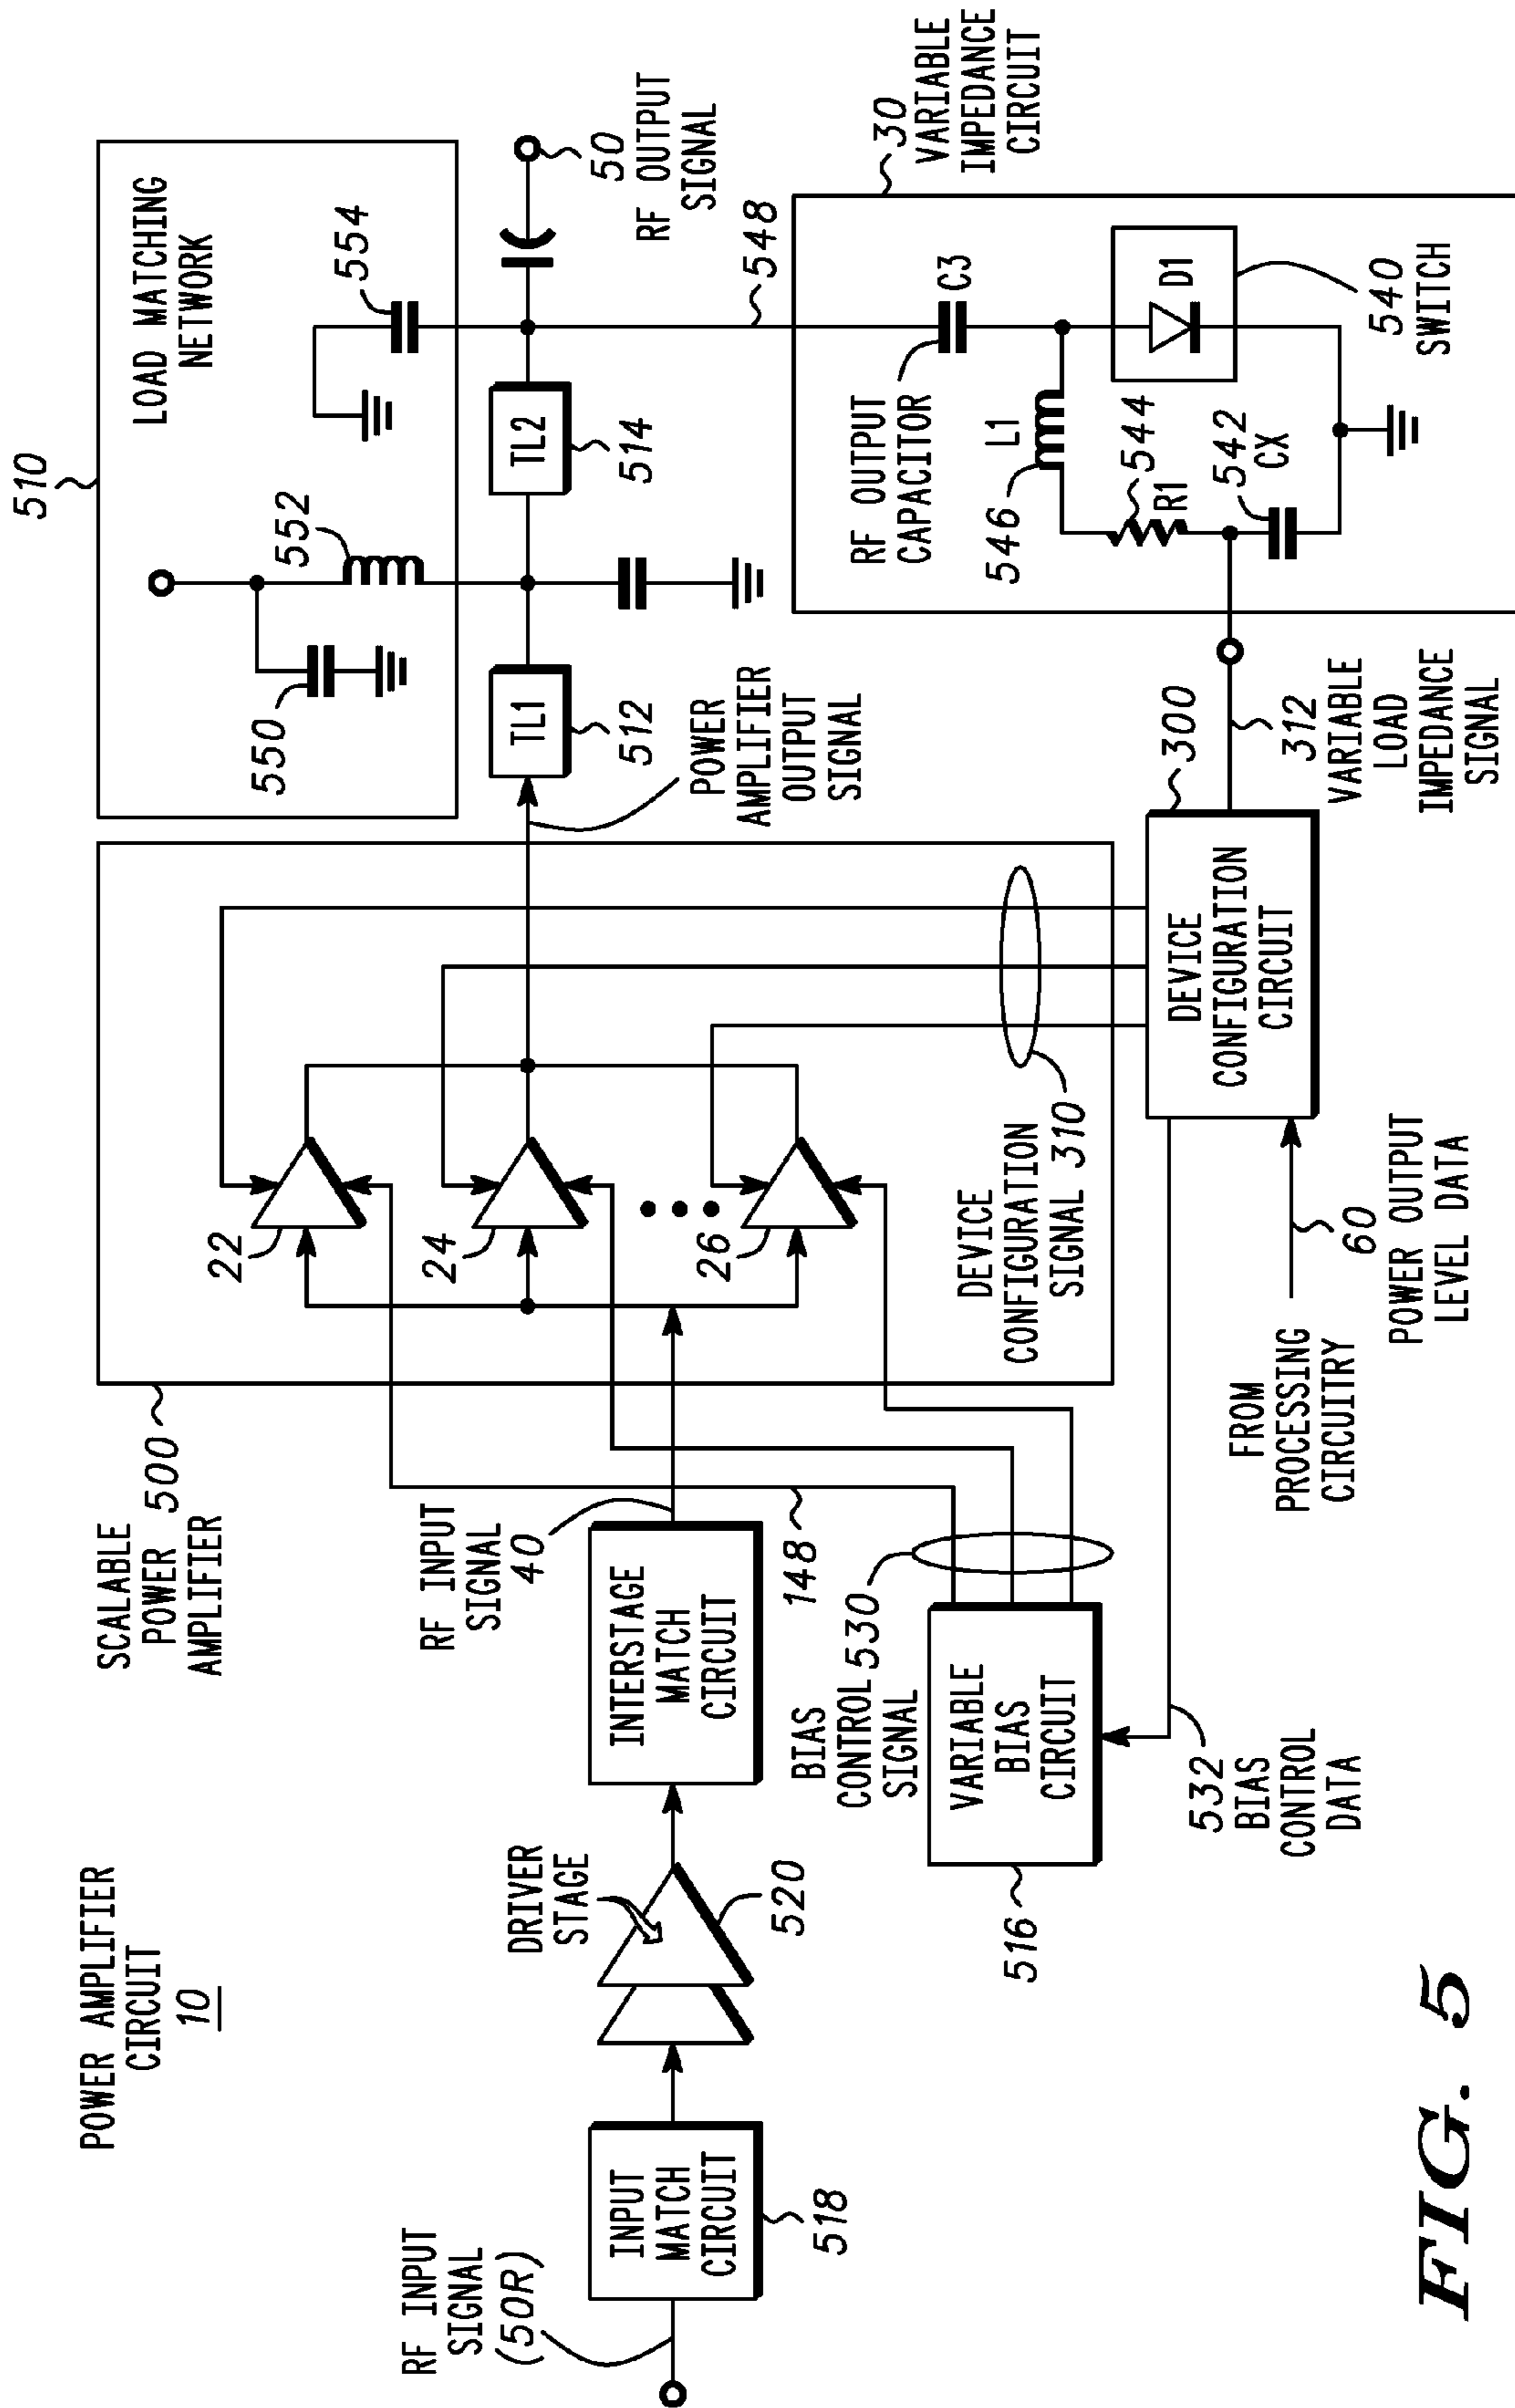 POWER AMPLIFIER
CIRCUIT
10
RF INPUT
SIGNAL
(50R)
INPUT
MATCH
CIRCUIT
518
DRIVER
STAGE
520
INTERSTAGE
MATCH
CIRCUIT
RF INPUT
SIGNAL
40
SCALABLE
POWER 500
AMPLIFIER
22
24
26
DEVICE
CONFIGURATION
SIGNAL 310
148
BIAS
CONTROL 530
SIGNAL
VARIABLE
BIAS
CIRCUIT
516
532
BIAS
CONTROL
DATA
FROM
PROCESSING
CIRCUITRY
60
POWER OUTPUT
LEVEL DATA
DEVICE
CONFIGURATION
CIRCUIT
300
312
VARIABLE
LOAD
IMPEDANCE
SIGNAL
POWER
AMPLIFIER
OUTPUT
SIGNAL
510
LOAD MATCHING
NETWORK
550
552
554
TL1
512
TL2
514
50
RF OUTPUT
SIGNAL
548
30
VARIABLE
IMPEDANCE
CIRCUIT
RF OUTPUT
CAPACITOR
C3
L1
546
544
R1
542
CX
D1
540
SWITCH
FIG. 5